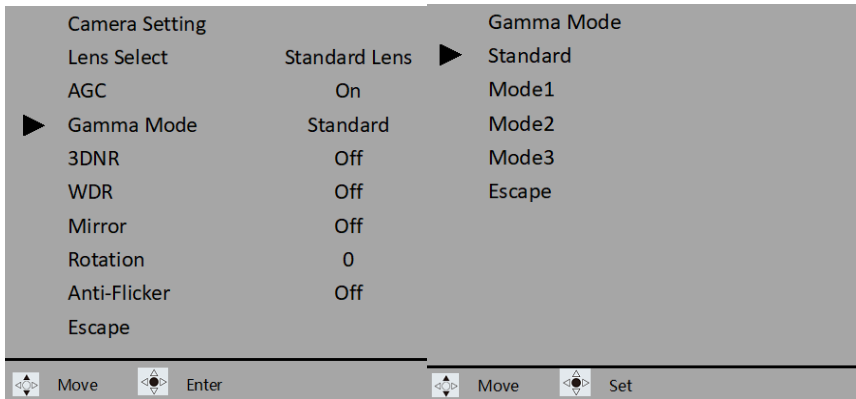 Camera Setting
Lens Select Standard Lens
AGC On
Gamma Mode Standard
3DNR Off
WDR Off
Mirror Off
Rotation 0
Anti-Flicker Off
Escape
Move Enter
Gamma Mode
Standard
Mode1
Mode2
Mode3
Escape
Move Set